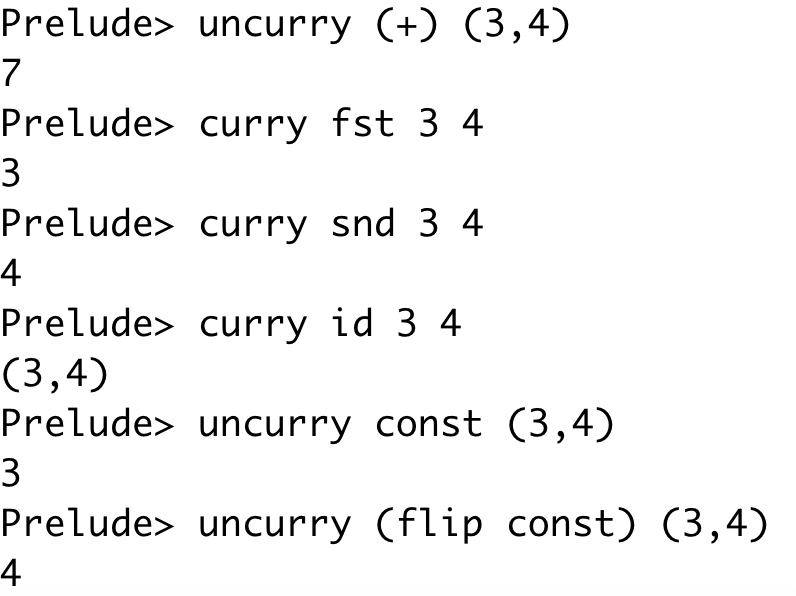 Prelude> uncurry (+) (3,4)
7
Prelude> curry fst 3 4
3
Prelude> curry snd 3 4
4
Prelude> curry id 3 4
(3,4)
Prelude> uncurry const (3,4)
3
Prelude> uncurry (flip const) (3,4)
4